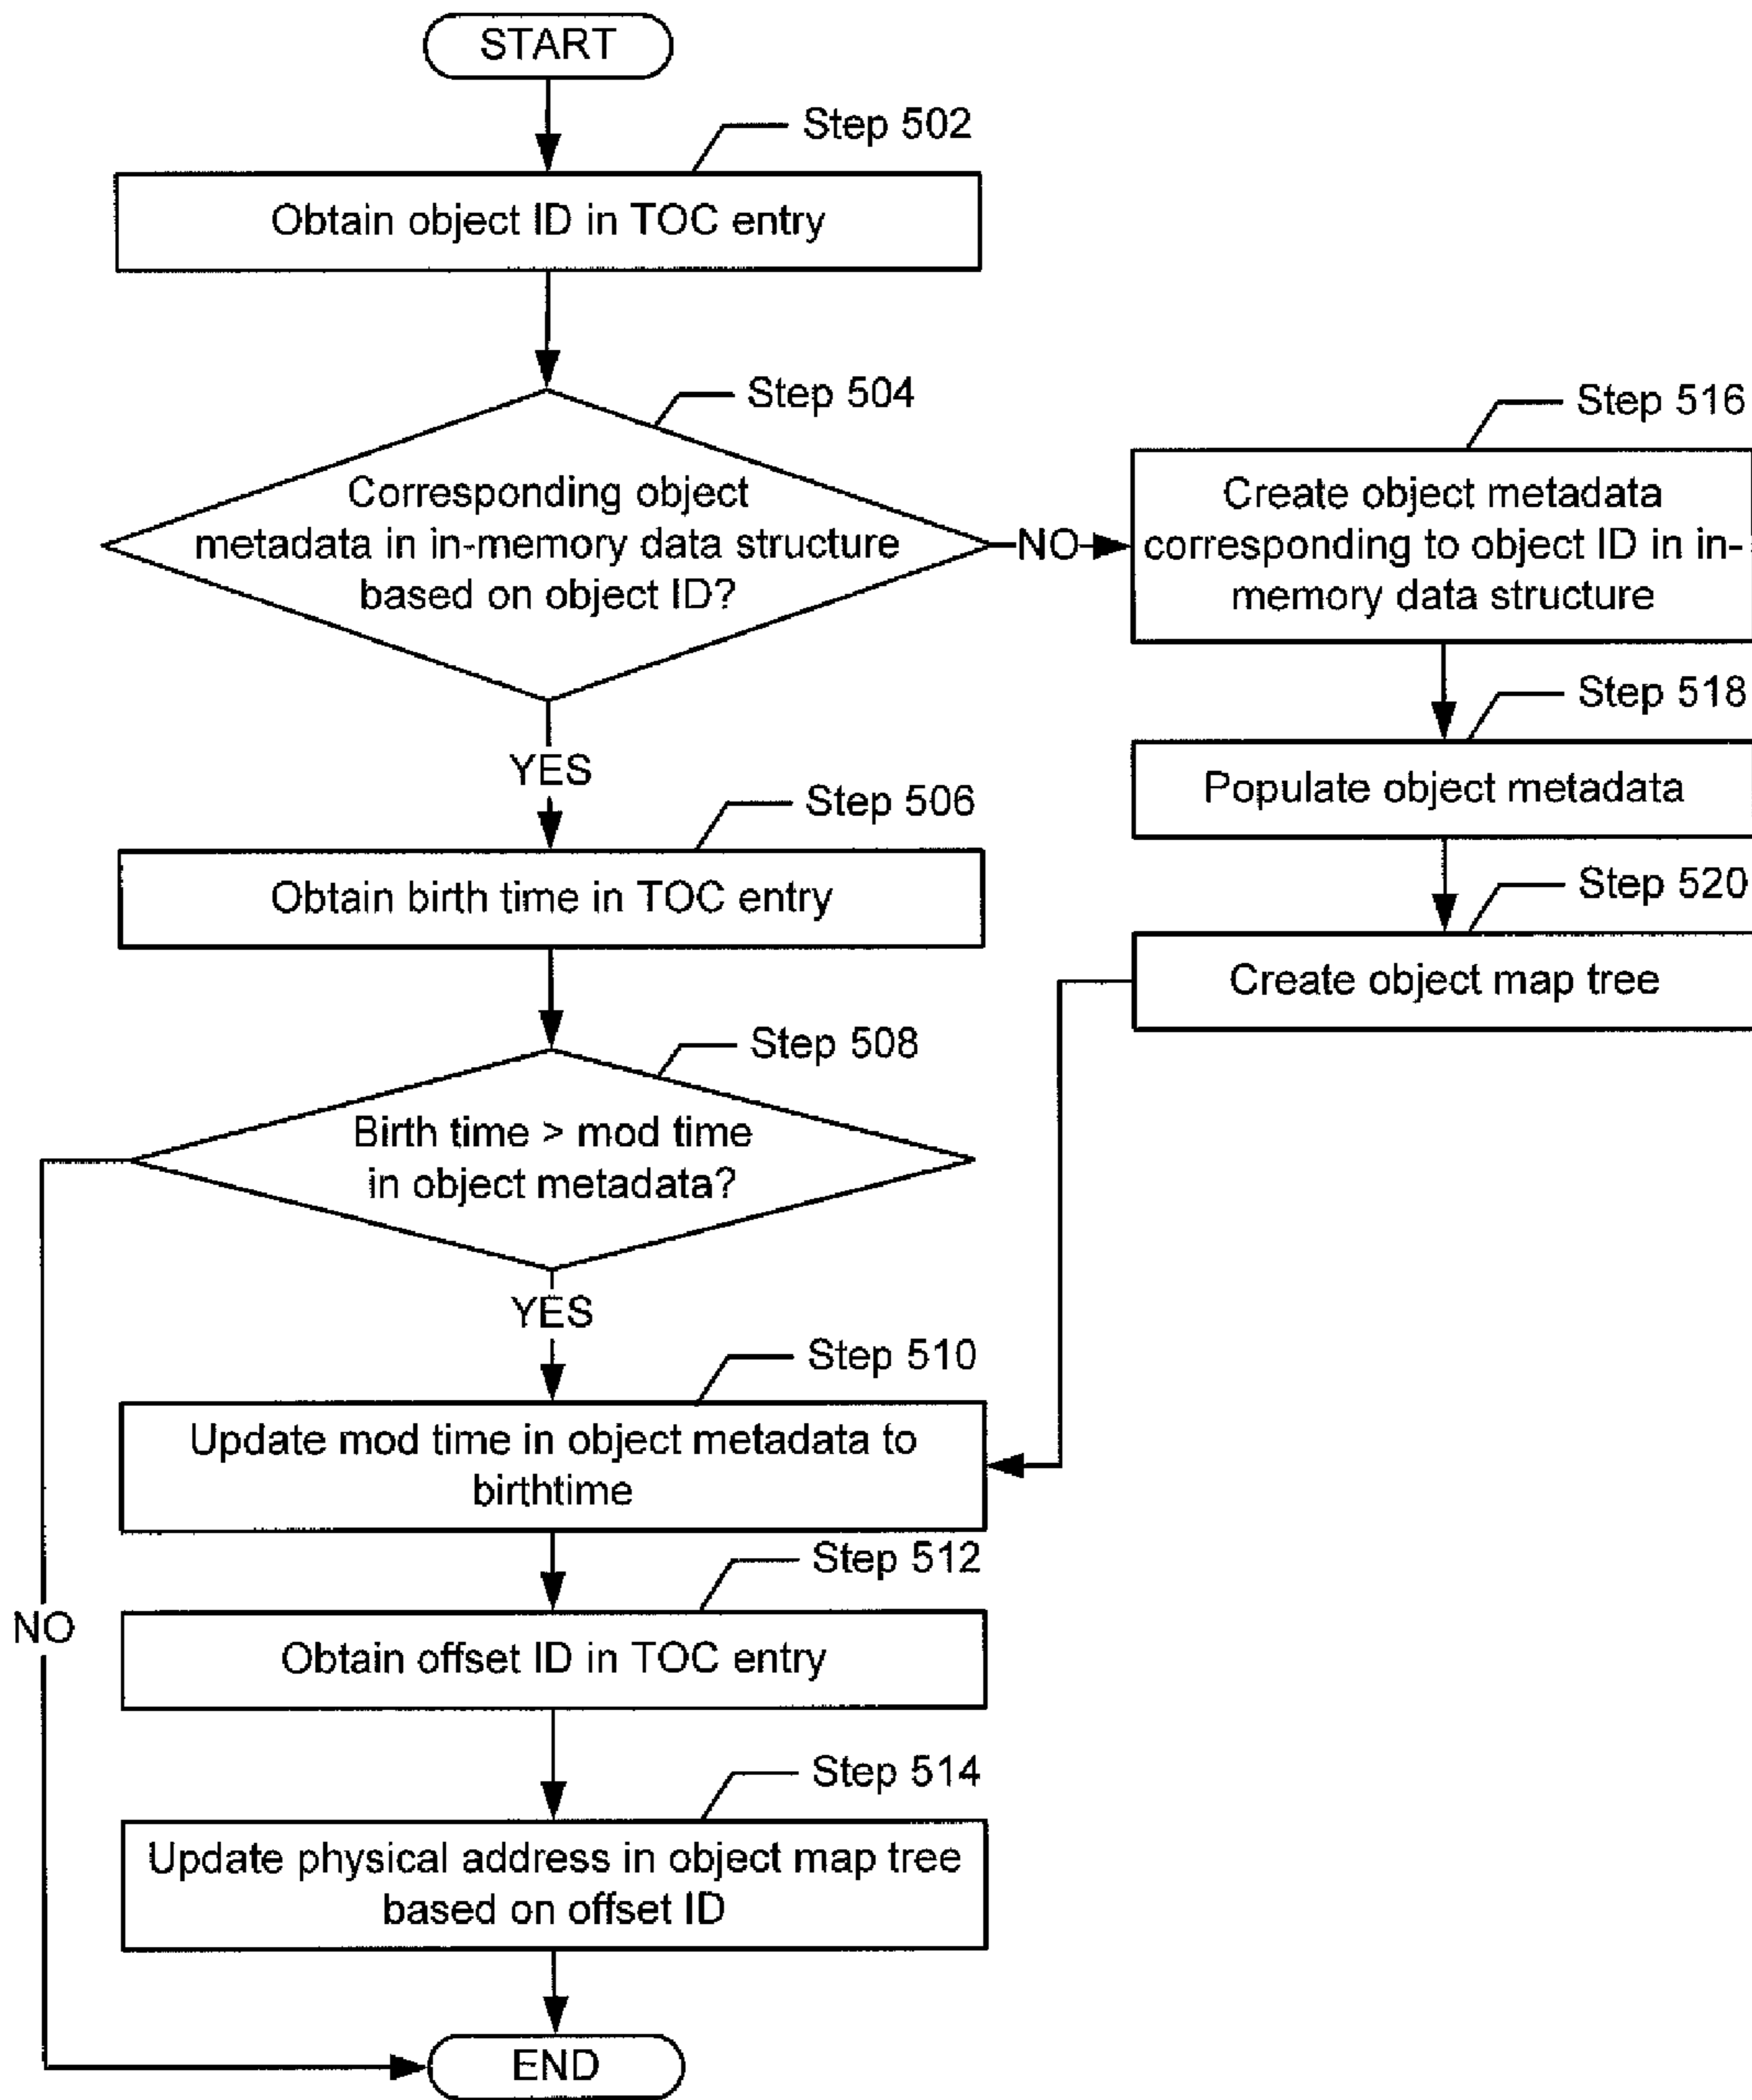 START
Step 502
Obtain object ID in TOC entry
Step 504
Corresponding object
metadata in in-memory data structure
based on object ID?
NO
Step 516
Create object metadata
corresponding to object ID in in-
memory data structure
YES
Step 518
Populate object metadata
Step 506
Obtain birth time in TOC entry
Step 520
Create object map tree
Step 508
Birth time > mod time
in object metadata?
YES
Step 510
Update mod time in object metadata to
birthtime
Step 512
NO
Obtain offset ID in TOC entry
Step 514
Update physical address in object map tree
based on offset ID
END